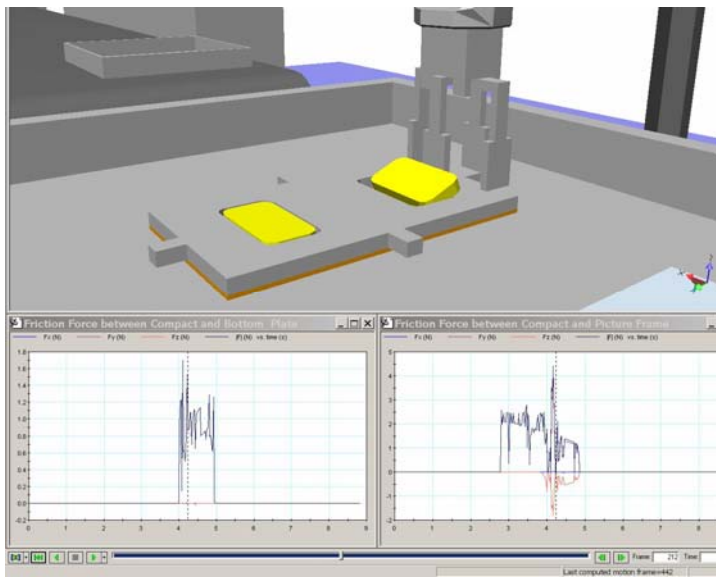 Friction Force between Compact and Bottom Plate
Fx (N) Fy (N) Fz (N) |F| (N) vs. time (s)
1.8
1.6
1.4
1.2
1.0
0.8
0.6
0.4
0.2
0.0
-0.2
0 1 2 3 4 5 6 7 8 9
Friction Force between Compact and Picture Frame
Fx (N) Fy (N) Fz (N) |F| (N) vs. time (s)
5
4
3
2
1
0
-1
-2
0 1 2 3 4 5 6 7 8
Frame: 212 Time:
Last computed motion frame=442